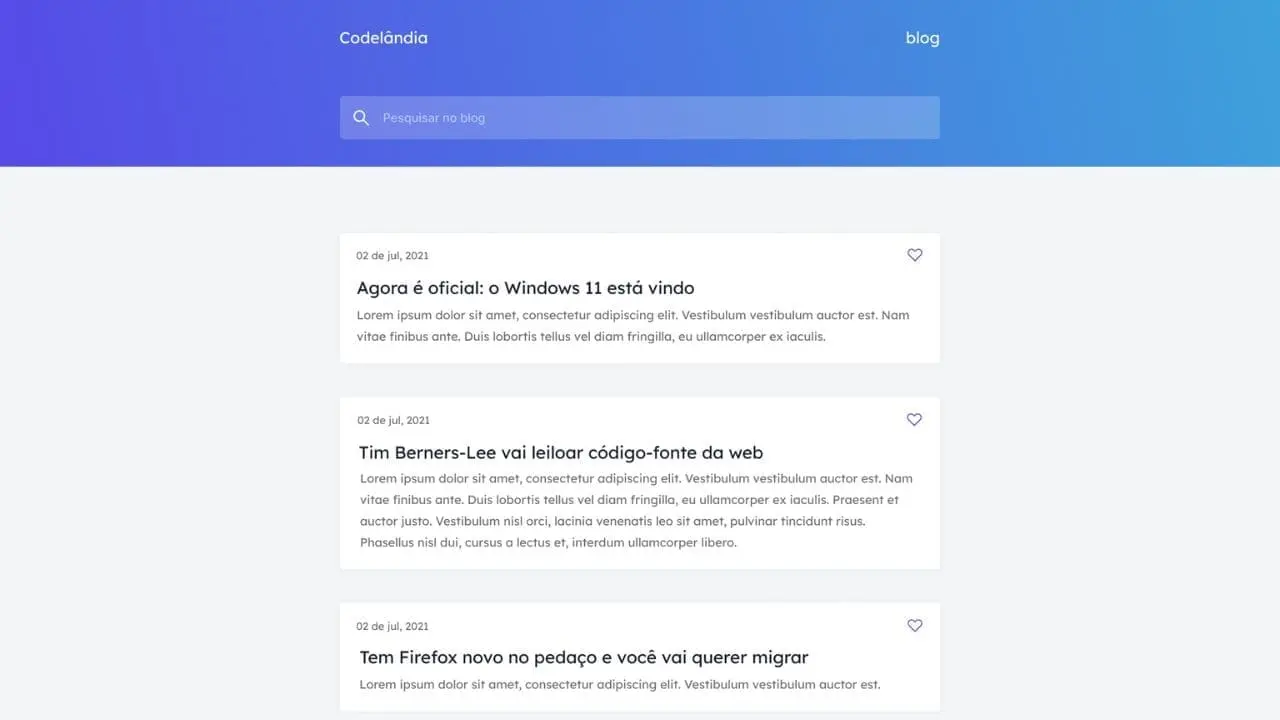 Codelândia
blog
Pesquisar no blog
02 de jul, 2021
Agora é oficial: o Windows 11 está vindo
Lorem ipsum dolor sit amet, consectetur adipiscing elit. Vestibulum vestibulum auctor est. Nam
vitae finibus ante. Duis lobortis tellus vel diam fringilla, eu ullamcorper ex iaculis.
02 de jul, 2021
Tim Berners-Lee vai leiloar código-fonte da web
Lorem ipsum dolor sit amet, consectetur adipiscing elit. Vestibulum vestibulum auctor est. Nam
vitae finibus ante. Duis lobortis tellus vel diam fringilla, eu ullamcorper ex iaculis. Praesent et
auctor justo. Vestibulum nisl orci, lacinia venenatis leo sit amet, pulvinar tincidunt risus.
Phasellus nisl dui, cursus a lectus et, interdum ullamcorper libero.
02 de jul, 2021
Tem Firefox novo no pedaço e você vai querer migrar
Lorem ipsum dolor sit amet, consectetur adipiscing elit. Vestibulum vestibulum auctor est.